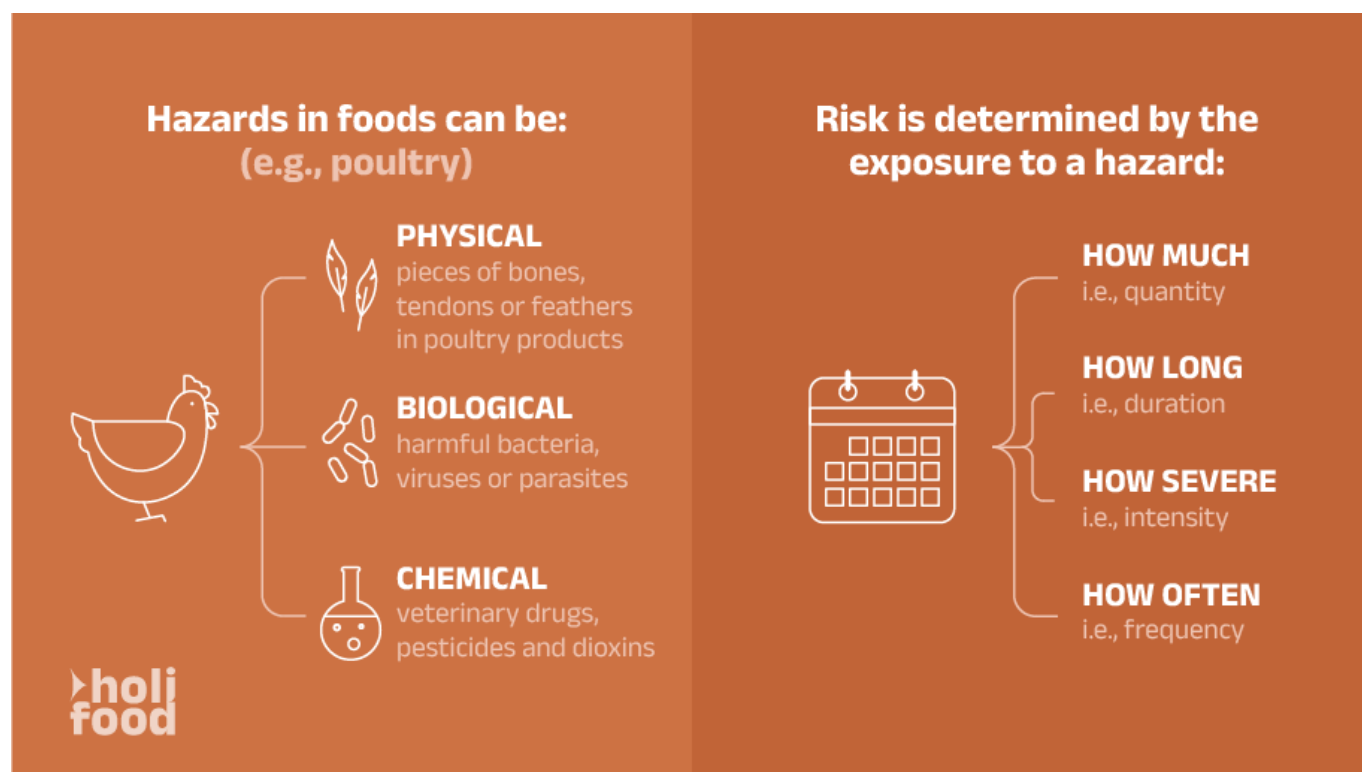 Hazards in foods can be:
(e.g., poultry)
PHYSICAL
pieces of bones,
tendons or feathers
in poultry products
BIOLOGICAL
harmful bacteria,
viruses or parasites
CHEMICAL
veterinary drugs,
pesticides and dioxins
holi
food
Risk is determined by the
exposure to a hazard:
HOW MUCH
i.e., quantity
HOW LONG
i.e., duration
HOW SEVERE
i.e., intensity
HOW OFTEN
i.e., frequency